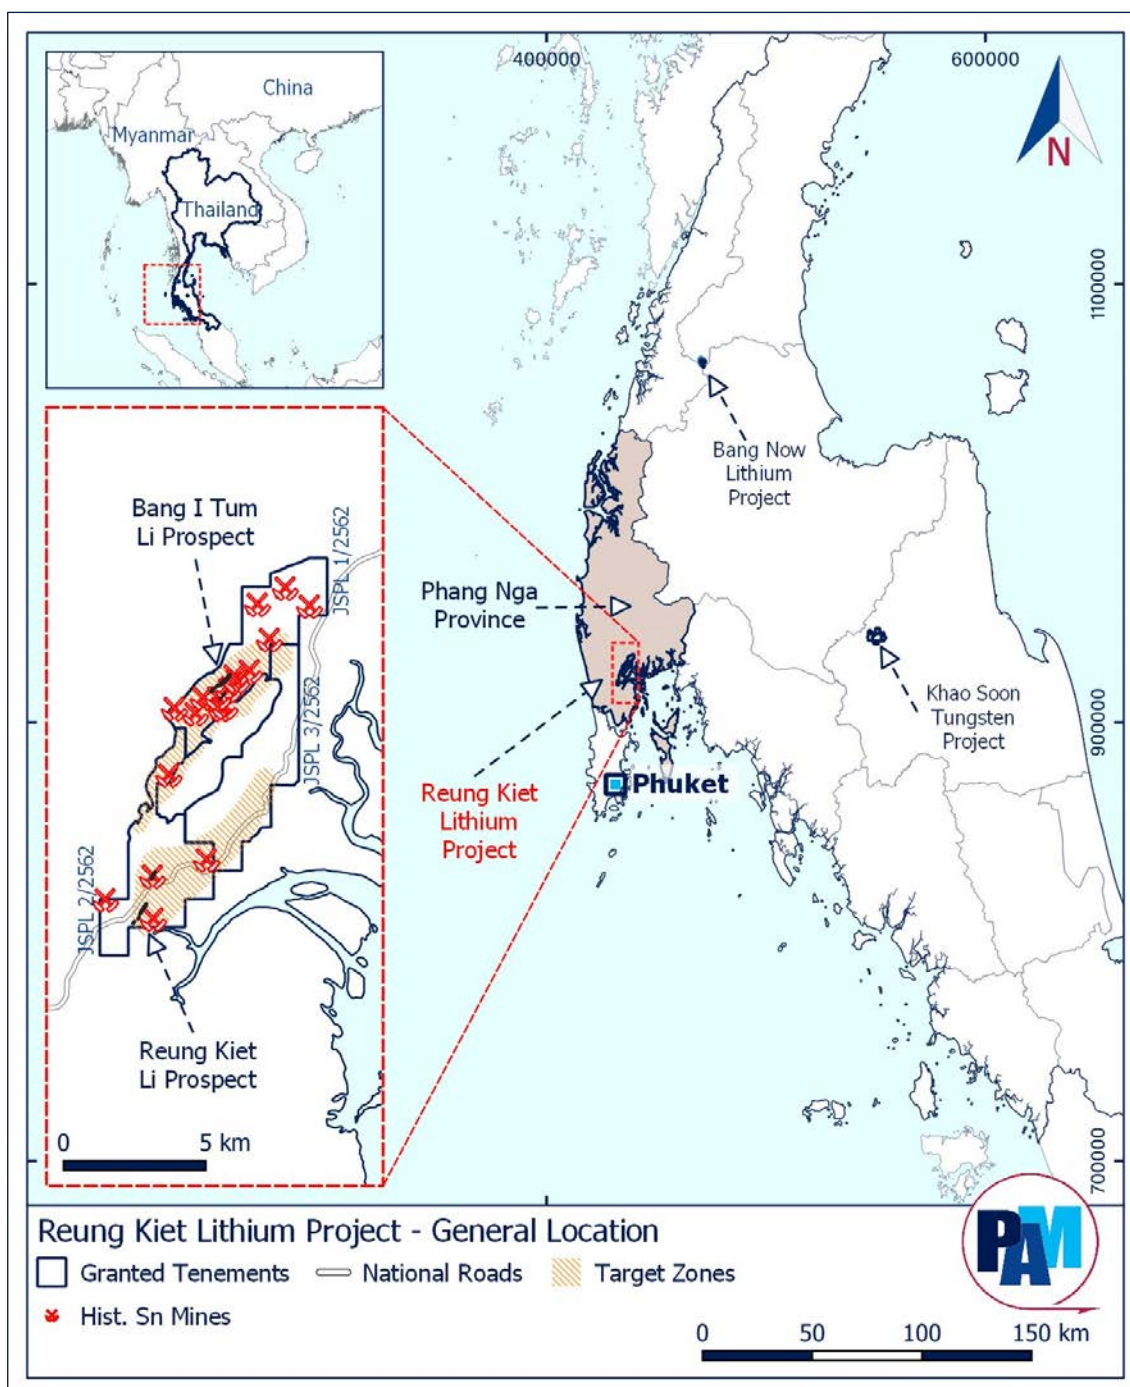 400000
600000
N
China
Myanmar
Thailand
1100000
Bang Now
Lithium
Project
Bang I Tum
Li Prospect
JSPL 1/2562
Phang Nga
Province
JSPL 3/2562
Khao Soon
Tungsten
Project
900000
Reung Kiet
Lithium
Project
Phuket
JSPL 2/2562
Reung Kiet
Li Prospect
0 5 km
700000
Reung Kiet Lithium Project - General Location
Granted Tenements National Roads Target Zones
Hist. Sn Mines
PAM
0 50 100 150 km